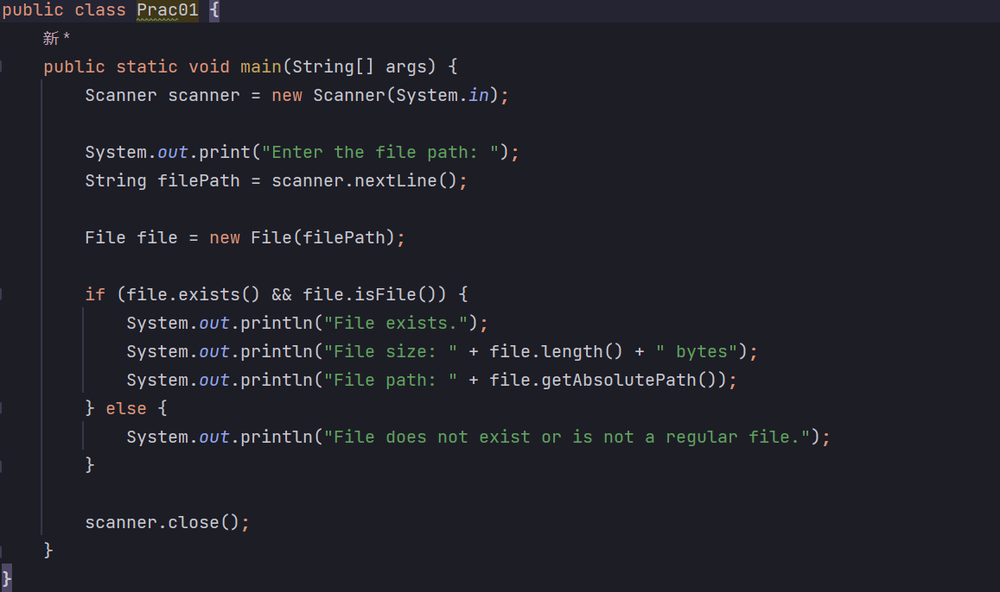 public class Prac01 {
新 *
public static void main(String[] args) {
Scanner scanner = new Scanner(System.in);
System.out.print("Enter the file path: ");
String filePath = scanner.nextLine();
File file = new File(filePath);
if (file.exists() && file.isFile()) {
System.out.println("File exists.");
System.out.println("File size: " + file.length() + " bytes");
System.out.println("File path: " + file.getAbsolutePath());
} else {
System.out.println("File does not exist or is not a regular file.");
}
scanner.close();
}
}